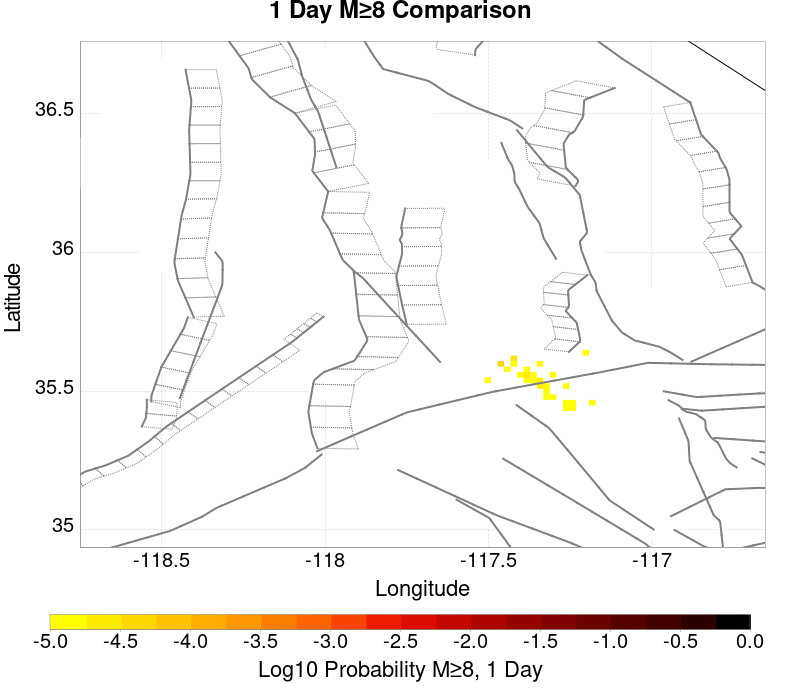 1 Day M≥8 Comparison
36.5
36
35.5
35
Latitude
-118.5 -118 -117.5 -117
Longitude
-5.0 -4.5 -4.0 -3.5 -3.0 -2.5 -2.0 -1.5 -1.0 -0.5 0.0
Log10 Probability M≥8, 1 Day